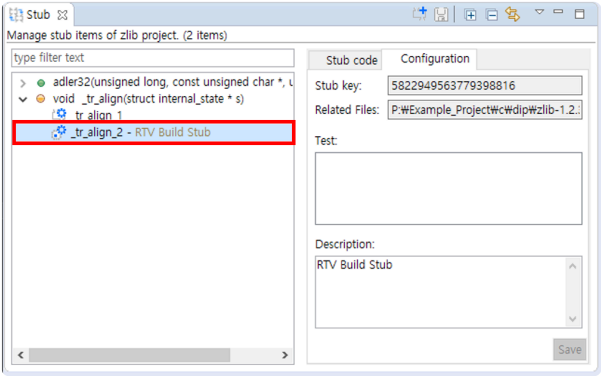 Stub
Manage stub items of zlib project. (2 items)
type filter text
adler32(unsigned long, const unsigned char *, u
void _tr_align(struct internal_state * s)
_tr_align_1
_tr_align_2 - RTV Build Stub
Stub code
Configuration
Stub key:
5822949563779398816
Related Files:
P:₩Example_Project₩c₩dip₩zlib-1.2.
Test:
Description:
RTV Build Stub
Save